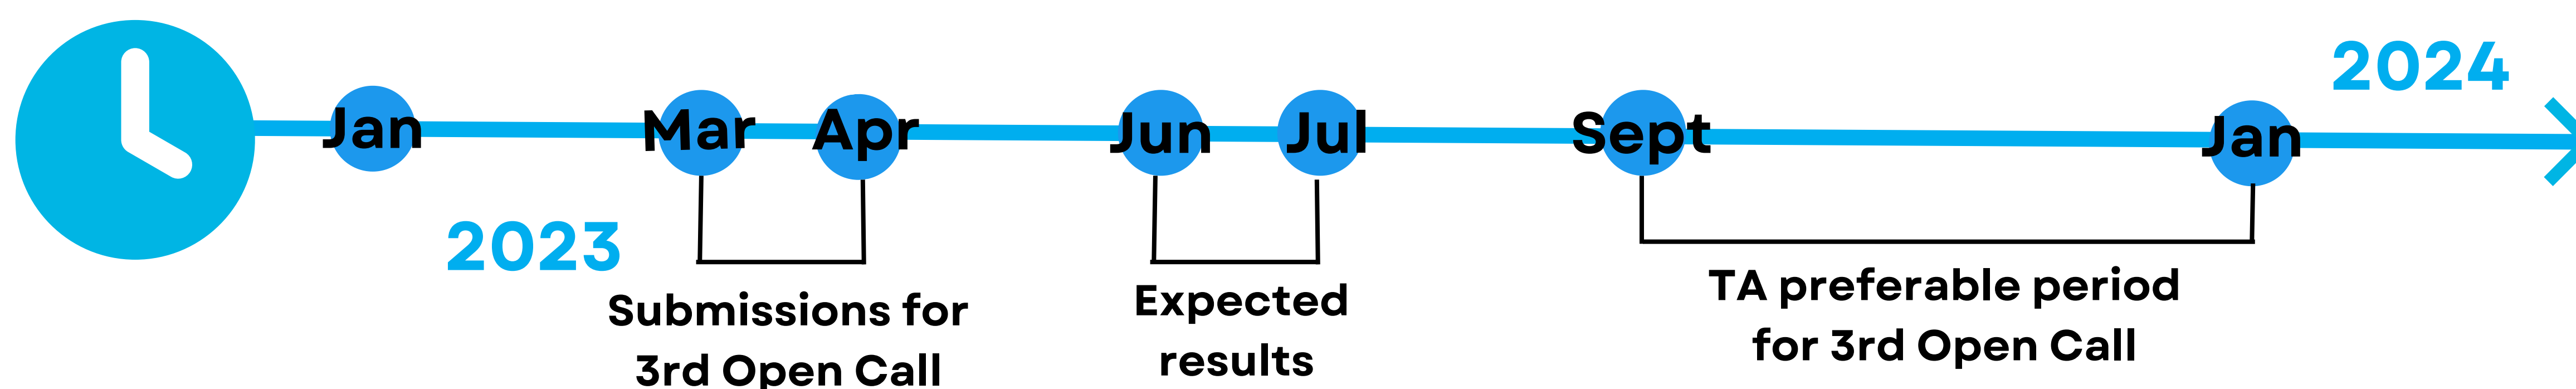 2024
Jan Mar Apr Jun Jul Sept Jan
2023
Submissions for
3rd Open Call
Expected
results
TA preferable period
for 3rd Open Call